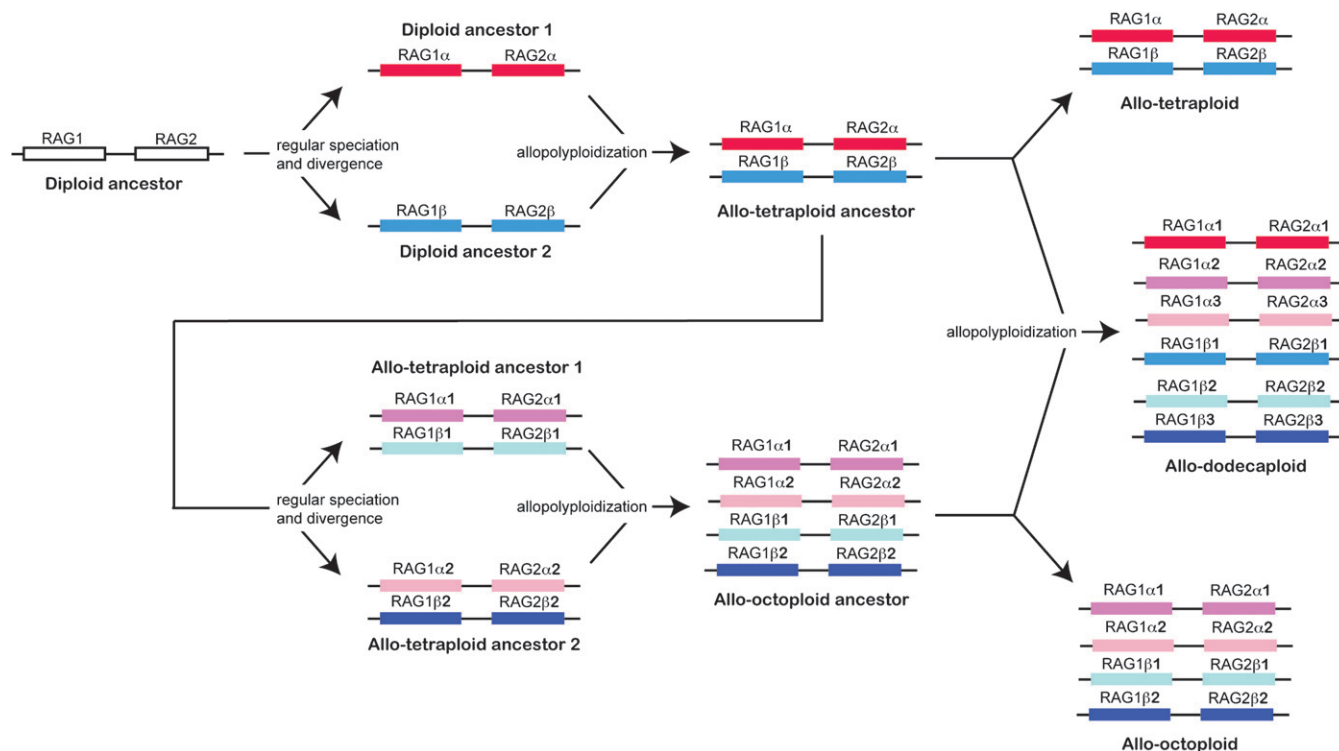 RAG1 RAG2
Diploid ancestor
regular speciation
and divergence
Diploid ancestor 1
RAG1α RAG2α
RAG1β RAG2β
Diploid ancestor 2
allopolyploidization
RAG1α RAG2α
RAG1β RAG2β
Allo-tetraploid ancestor
RAG1α RAG2α
RAG1β RAG2β
Allo-tetraploid
regular speciation
and divergence
Allo-tetraploid ancestor 1
RAG1α1 RAG2α1
RAG1β1 RAG2β1
RAG1α2 RAG2α2
RAG1β2 RAG2β2
Allo-tetraploid ancestor 2
allopolyploidization
RAG1α1 RAG2α1
RAG1α2 RAG2α2
RAG1β1 RAG2β1
RAG1β2 RAG2β2
Allo-octoploid ancestor
allopolyploidization
RAG1α1 RAG2α1
RAG1α2 RAG2α2
RAG1α3 RAG2α3
RAG1β1 RAG2β1
RAG1β2 RAG2β2
RAG1β3 RAG2β3
Allo-dodecaploid
RAG1α1 RAG2α1
RAG1α2 RAG2α2
RAG1β1 RAG2β1
RAG1β2 RAG2β2
Allo-octoploid